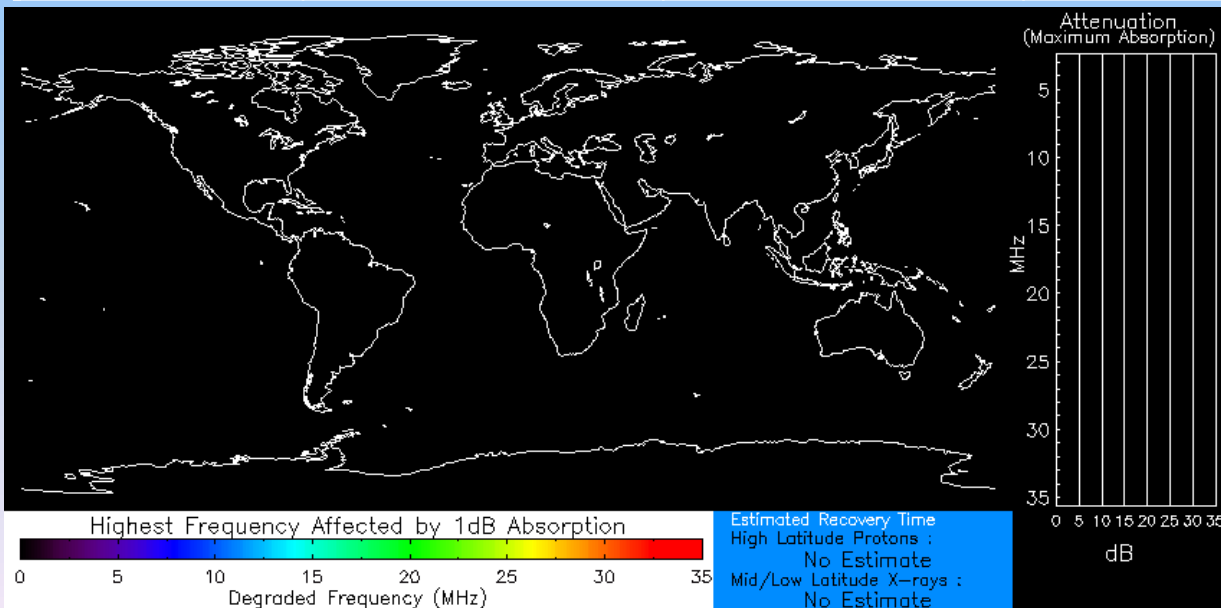 Attenuation
(Maximum Absorption)
5
10
15
20
25
30
35
MHz
0 5 10 15 20 25 30 35
dB
Highest Frequency Affected by 1dB Absorption
0 5 10 15 20 25 30 35
Degraded Frequency (MHz)
Estimated Recovery Time
High Latitude Protons :
No Estimate
Mid/Low Latitude X-rays :
No Estimate